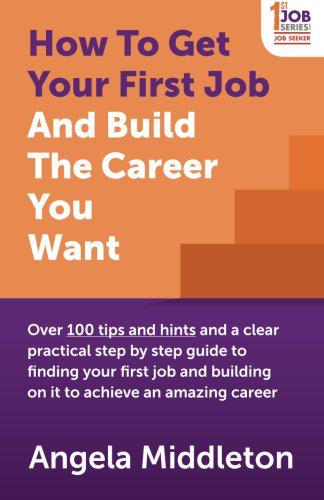 1ST JOB
SERIES!
JOB SEEKER
How To Get
Your First Job
And Build
The Career
You
Want
Over 100 tips and hints and a clear
practical step by step guide to
finding your first job and building
on it to achieve an amazing career
Angela Middleton